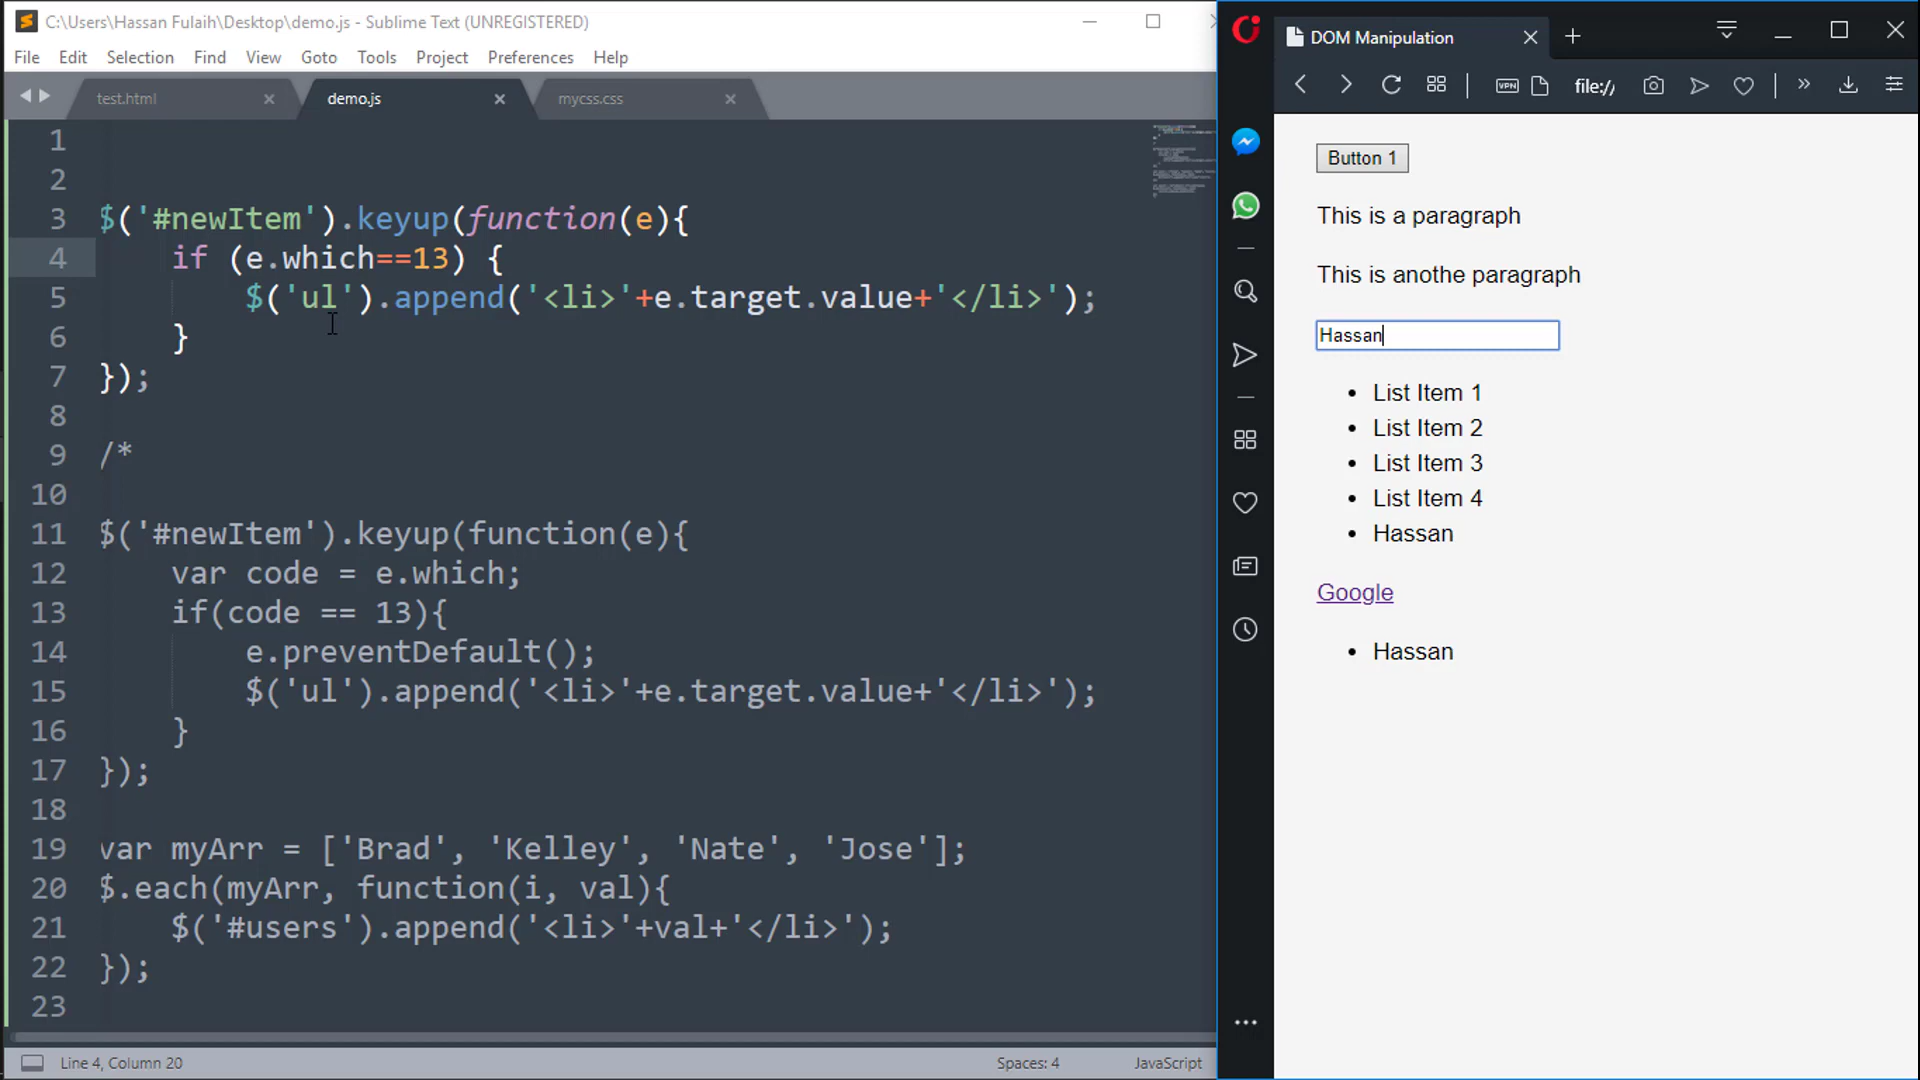 C:\Users\Hassan Fulaih\Desktop\demo.js - Sublime Text (UNREGISTERED)
File Edit Selection Find View Goto Tools Project Preferences Help
test.html demo.js mycss.css
1
2
3 $('#newItem').keyup(function(e){
4 if (e.which==13) {
5 $('ul').append('<li>'+e.target.value+'</li>');
6 }
7 });
8
9 /*
10
11 $('#newItem').keyup(function(e){
12 var code = e.which;
13 if(code == 13){
14 e.preventDefault();
15 $('ul').append('<li>'+e.target.value+'</li>');
16 }
17 });
18
19 var myArr = ['Brad', 'Kelley', 'Nate', 'Jose'];
20 $.each(myArr, function(i, val){
21 $('#users').append('<li>'+val+'</li>');
22 });
23
Line 4, Column 20 Spaces: 4 JavaScript
DOM Manipulation
VPN file://
Button 1
This is a paragraph
This is anothe paragraph
Hassan
• List Item 1
• List Item 2
• List Item 3
• List Item 4
• Hassan
Google
• Hassan